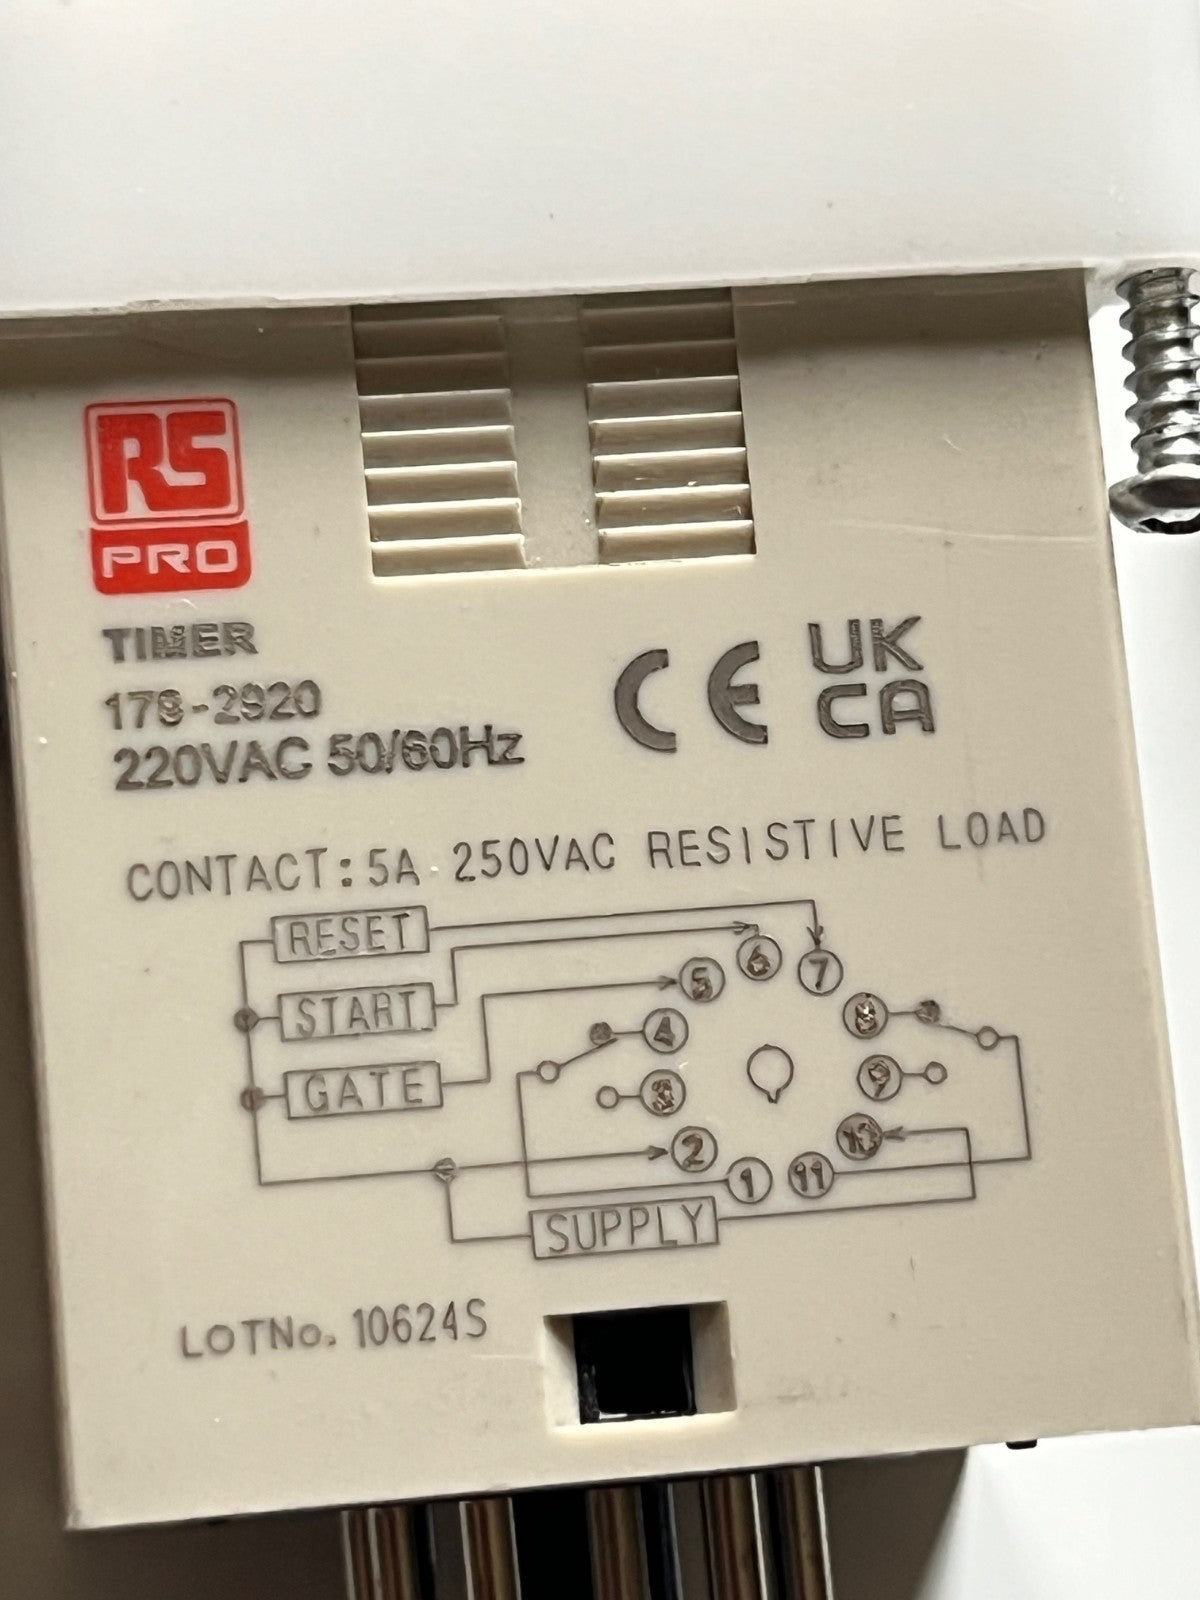 RS
PRO
TIMER
178-2920
220VAC 50/60Hz
CE
UK
CA
CONTACT:5A 250VAC RESISTIVE LOAD
RESET
START
GATE
5
6
7
4
8
3
9
2
10
1
11
SUPPLY
LOTNo. 10624S